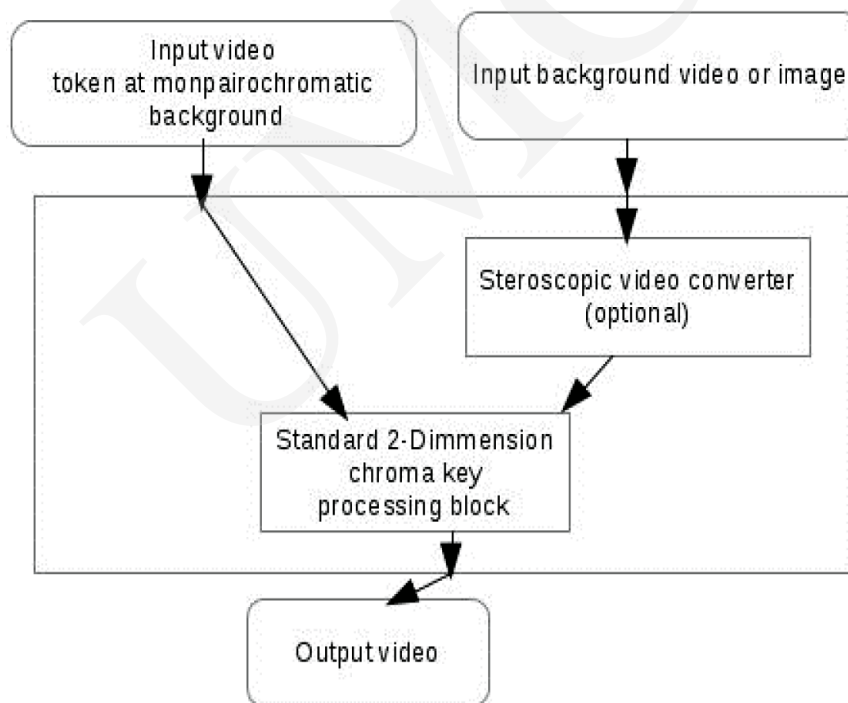 Input video
token at monpairochromatic
background
Input background video or image
Steroscopic video converter
(optional)
Standard 2-Dimmension
chroma key
processing block
Output video